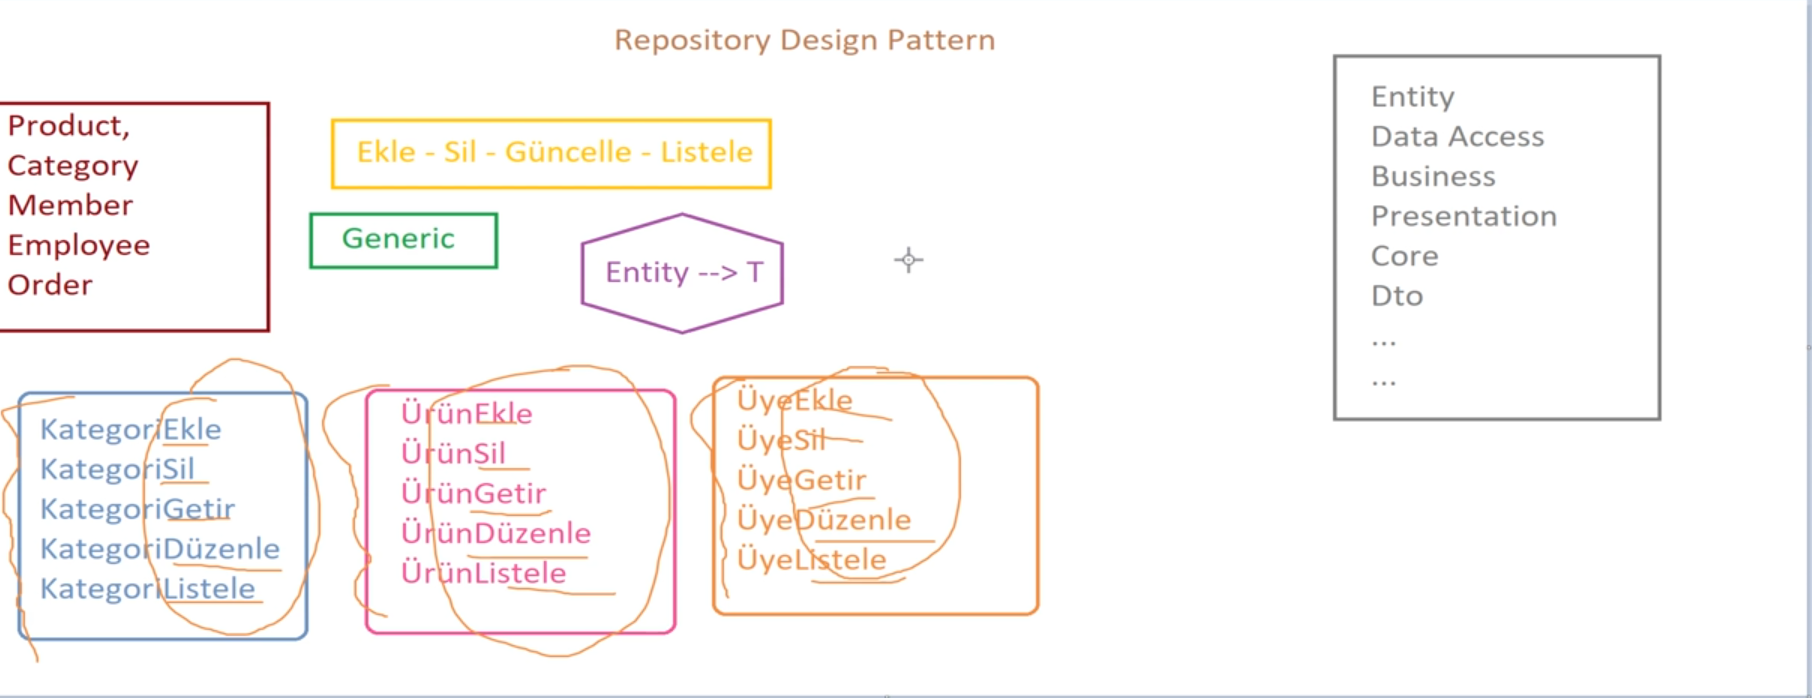 Repository Design Pattern
Product,
Category
Member
Employee
Order
Ekle - Sil - Güncelle - Listele
Generic
Entity --> T
Entity
Data Access
Business
Presentation
Core
Dto
...
...
KategoriEkle
KategoriSil
KategoriGetir
KategoriDüzenle
KategoriListele
ÜrünEkle
ÜrünSil
ÜrünGetir
ÜrünDüzenle
ÜrünListele
ÜyeEkle
ÜyeSil
ÜyeGetir
ÜyeDüzenle
ÜyeListele